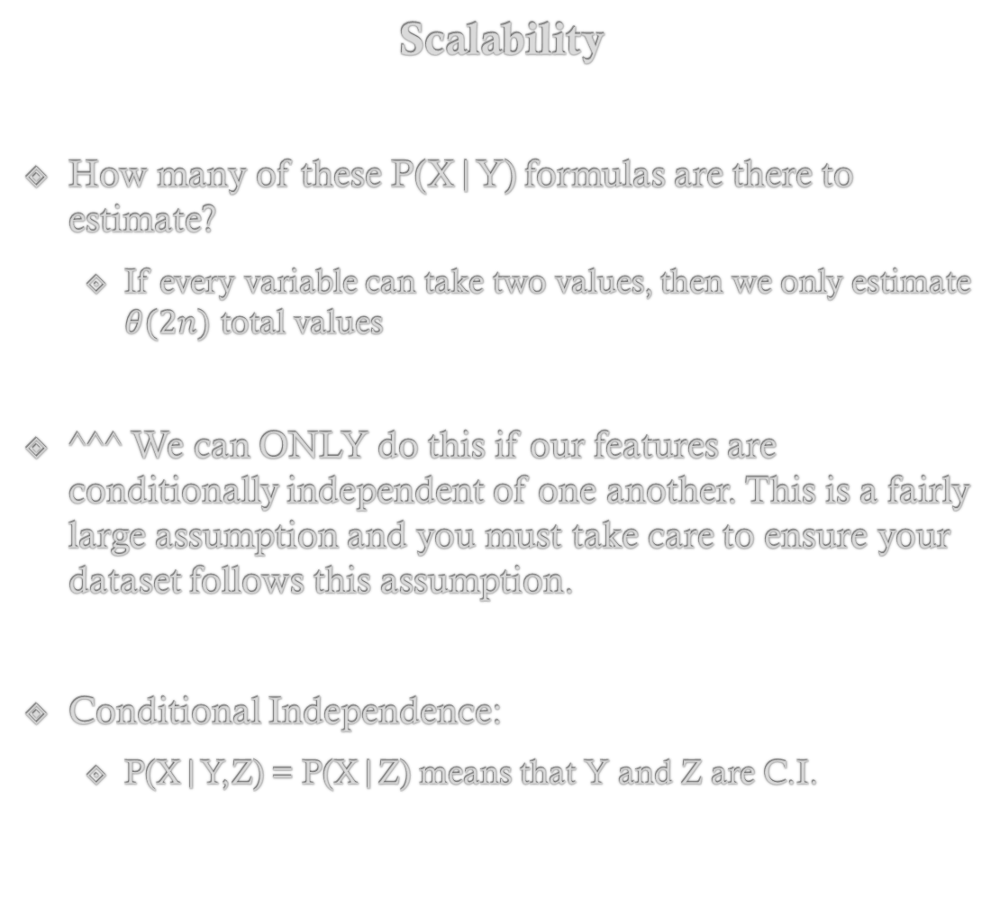 Scalability
How many of these P(X|Y) formulas are there to
estimate?
If every variable can take two values, then we only estimate
θ(2n) total values
^^^ We can ONLY do this if our features are
conditionally independent of one another. This is a fairly
large assumption and you must take care to ensure your
dataset follows this assumption.
Conditional Independence:
P(X|Y,Z) = P(X|Z) means that Y and Z are C.I.